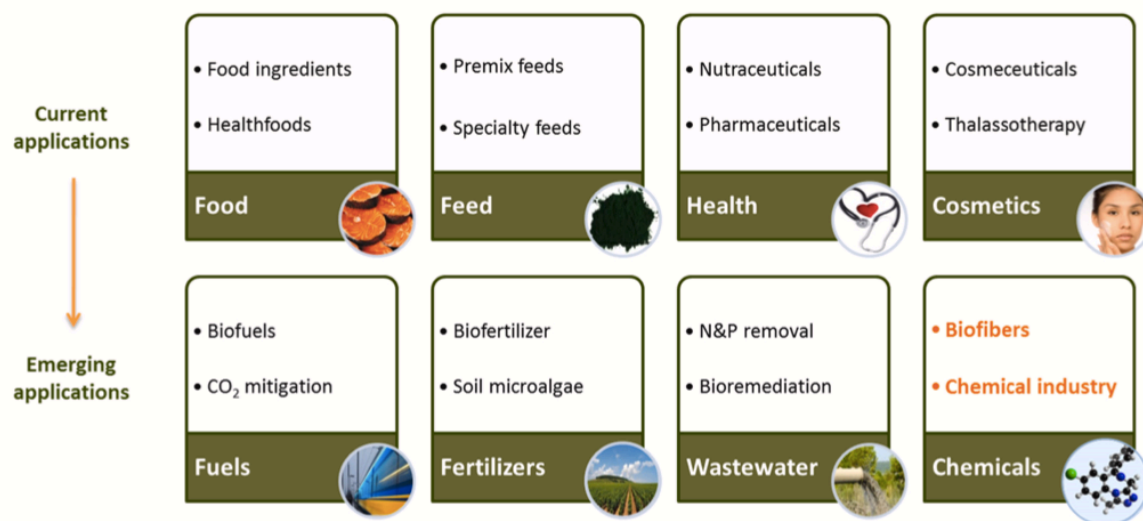 Current
applications
• Food ingredients
• Healthfoods
Food
• Premix feeds
• Specialty feeds
Feed
• Nutraceuticals
• Pharmaceuticals
Health
• Cosmeceuticals
• Thalassotherapy
Cosmetics
Emerging
applications
• Biofuels
• CO₂ mitigation
Fuels
• Biofertilizer
• Soil microalgae
Fertilizers
• N&P removal
• Bioremediation
Wastewater
• Biofibers
• Chemical industry
Chemicals